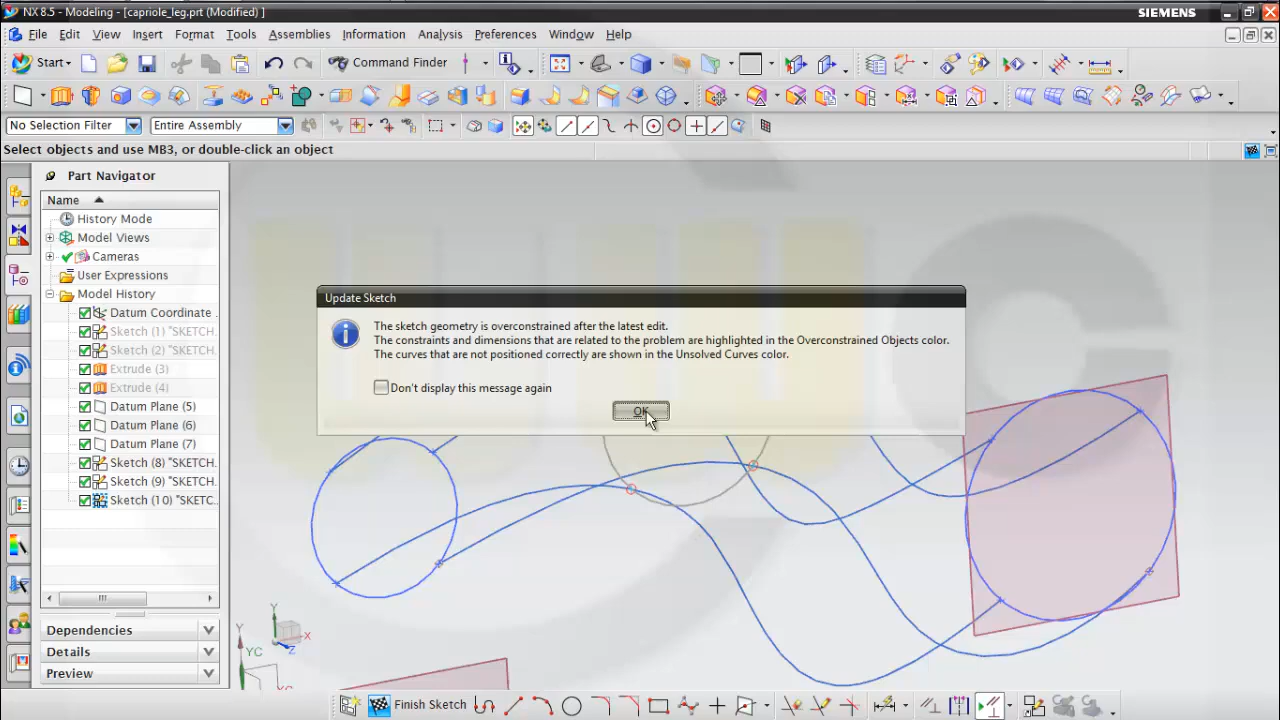 NX 8.5 - Modeling - [capriole_leg.prt (Modified) ]
SIEMENS
File Edit View Insert Format Tools Assemblies Information Analysis Preferences Window Help
Start Command Finder
No Selection Filter Entire Assembly
Select objects and use MB3, or double-click an object
Part Navigator
Name
History Mode
Model Views
Cameras
User Expressions
Model History
Datum Coordinate
Sketch (1) "SKETCH.
Sketch (2) "SKETCH.
Extrude (3)
Extrude (4)
Datum Plane (5)
Datum Plane (6)
Datum Plane (7)
Sketch (8) "SKETCH.
Sketch (9) "SKETCH.
Sketch (10) "SKETC.
Dependencies
Details
Preview
Update Sketch
The sketch geometry is overconstrained after the latest edit.
The constraints and dimensions that are related to the problem are highlighted in the Overconstrained Objects color.
The curves that are not positioned correctly are shown in the Unsolved Curves color.
Don't display this message again
OK
Y
X
Z
Y
YC
YC
Finish Sketch